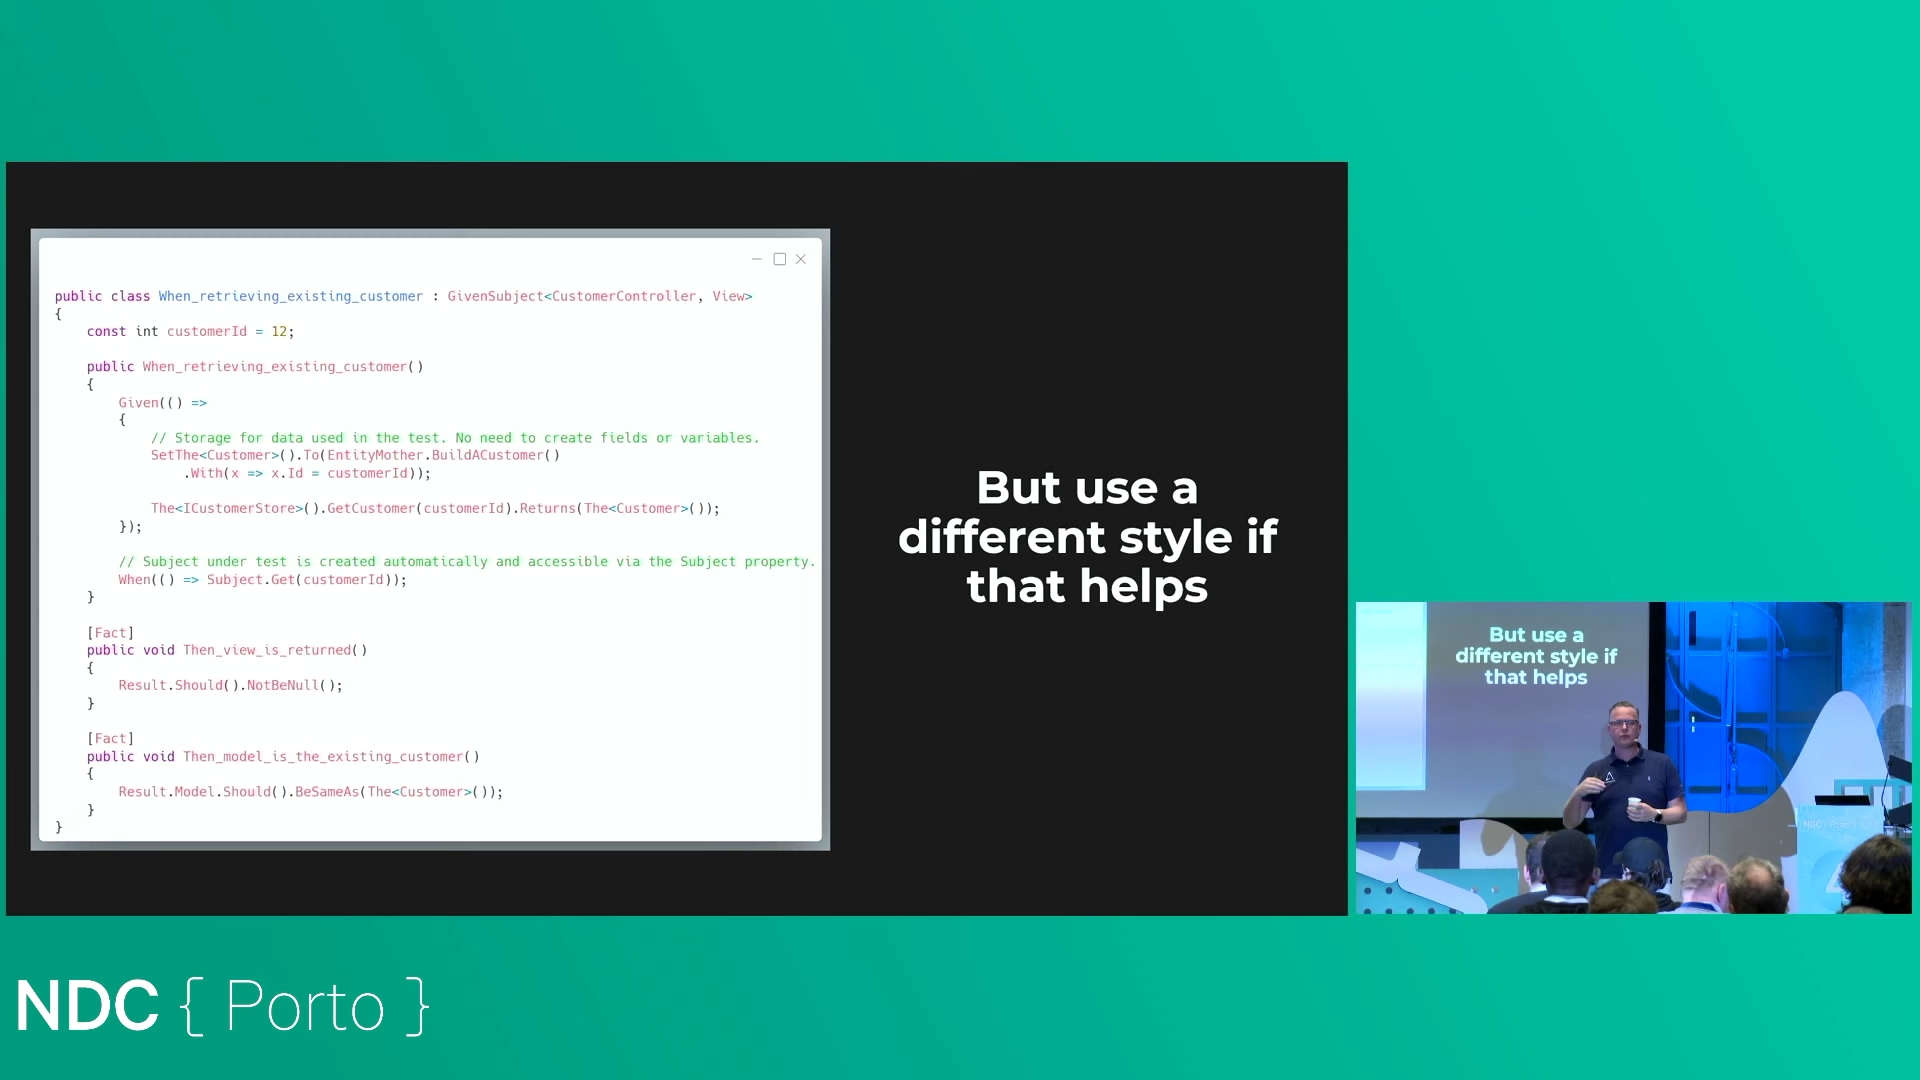 public class When_retrieving_existing_customer : GivenSubject<CustomerController, View>
{
    const int customerId = 12;

    public When_retrieving_existing_customer()
    {
        Given(() =>
        {
            // Storage for data used in the test. No need to create fields or variables.
            SetThe<Customer>().To(EntityMother.BuildACustomer()
                .With(x => x.Id = customerId));

            The<ICustomerStore>().GetCustomer(customerId).Returns(The<Customer>());
        });

        // Subject under test is created automatically and accessible via the Subject property.
        When(() => Subject.Get(customerId));
    }

    [Fact]
    public void Then_view_is_returned()
    {
        Result.Should().NotBeNull();
    }

    [Fact]
    public void Then_model_is_the_existing_customer()
    {
        Result.Model.Should().BeSameAs(The<Customer>());
    }
}
But use a
different style if
that helps
But use a
different style if
that helps
NDC { Porto }